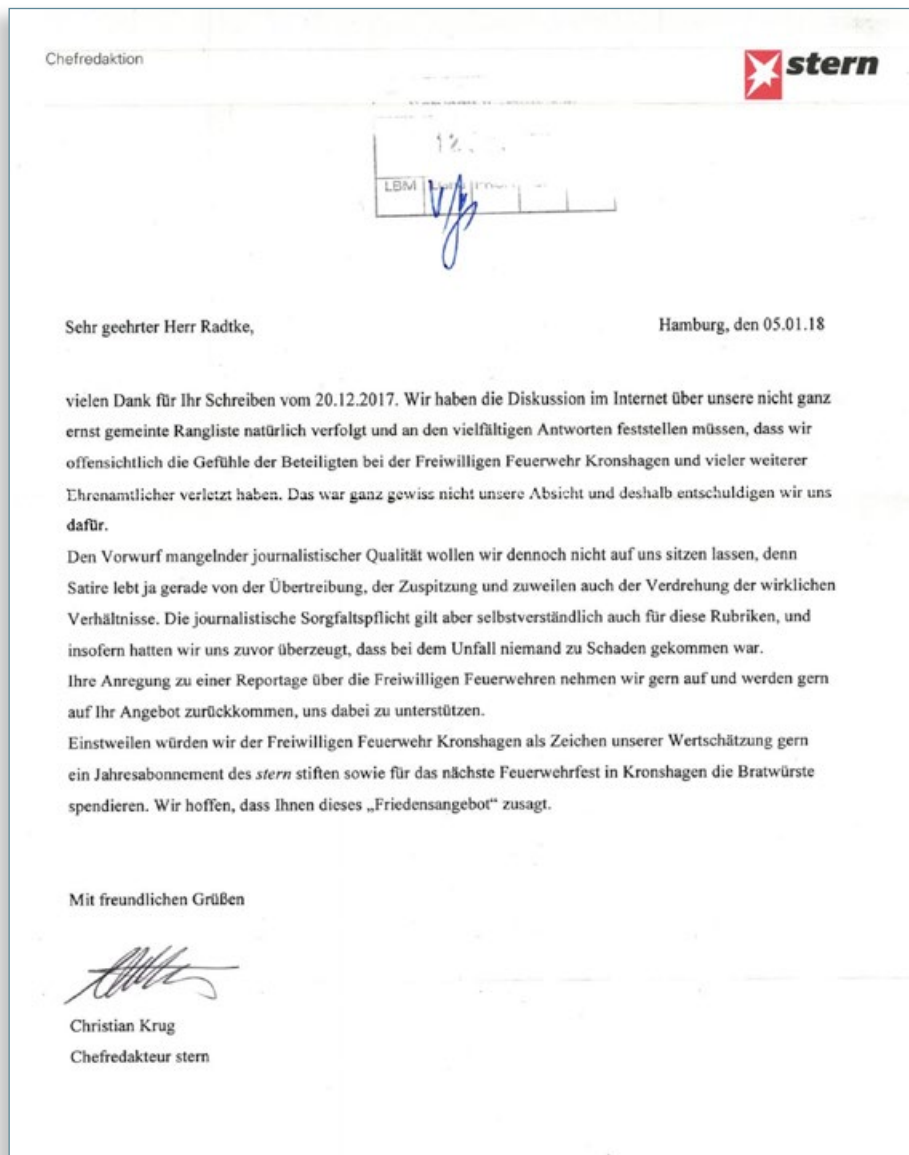 Chefredaktion
stern
12.
LBM
Sehr geehrter Herr Radtke,
Hamburg, den 05.01.18
vielen Dank für Ihr Schreiben vom 20.12.2017. Wir haben die Diskussion im Internet über unsere nicht ganz
ernst gemeinte Rangliste natürlich verfolgt und an den vielfältigen Antworten feststellen müssen, dass wir
offensichtlich die Gefühle der Beteiligten bei der Freiwilligen Feuerwehr Kronshagen und vieler weiterer
Ehrenamtlicher verletzt haben. Das war ganz gewiss nicht unsere Absicht und deshalb entschuldigen wir uns
dafür.
Den Vorwurf mangelnder journalistischer Qualität wollen wir dennoch nicht auf uns sitzen lassen, denn
Satire lebt ja gerade von der Übertreibung, der Zuspitzung und zuweilen auch der Verdrehung der wirklichen
Verhältnisse. Die journalistische Sorgfaltspflicht gilt aber selbstverständlich auch für diese Rubriken, und
insofern hatten wir uns zuvor überzeugt, dass bei dem Unfall niemand zu Schaden gekommen war.
Ihre Anregung zu einer Reportage über die Freiwilligen Feuerwehren nehmen wir gern auf und werden gern
auf Ihr Angebot zurückkommen, uns dabei zu unterstützen.
Einstweilen würden wir der Freiwilligen Feuerwehr Kronshagen als Zeichen unserer Wertschätzung gern
ein Jahresabonnement des stern stiften sowie für das nächste Feuerwehrfest in Kronshagen die Bratwürste
spendieren. Wir hoffen, dass Ihnen dieses „Friedensangebot“ zusagt.
Mit freundlichen Grüßen
Christian Krug
Chefredakteur stern